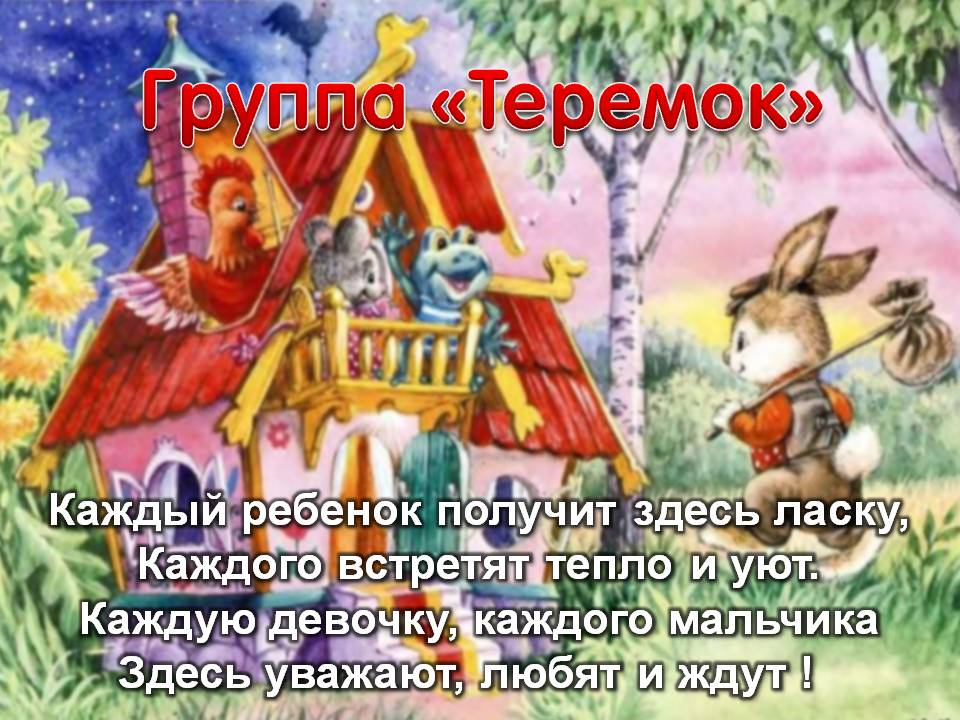 Группа «Теремок»
Каждый ребенок получит здесь ласку,
Каждого встретят тепло и уют.
Каждую девочку, каждого мальчика
Здесь уважают, любят и ждут !